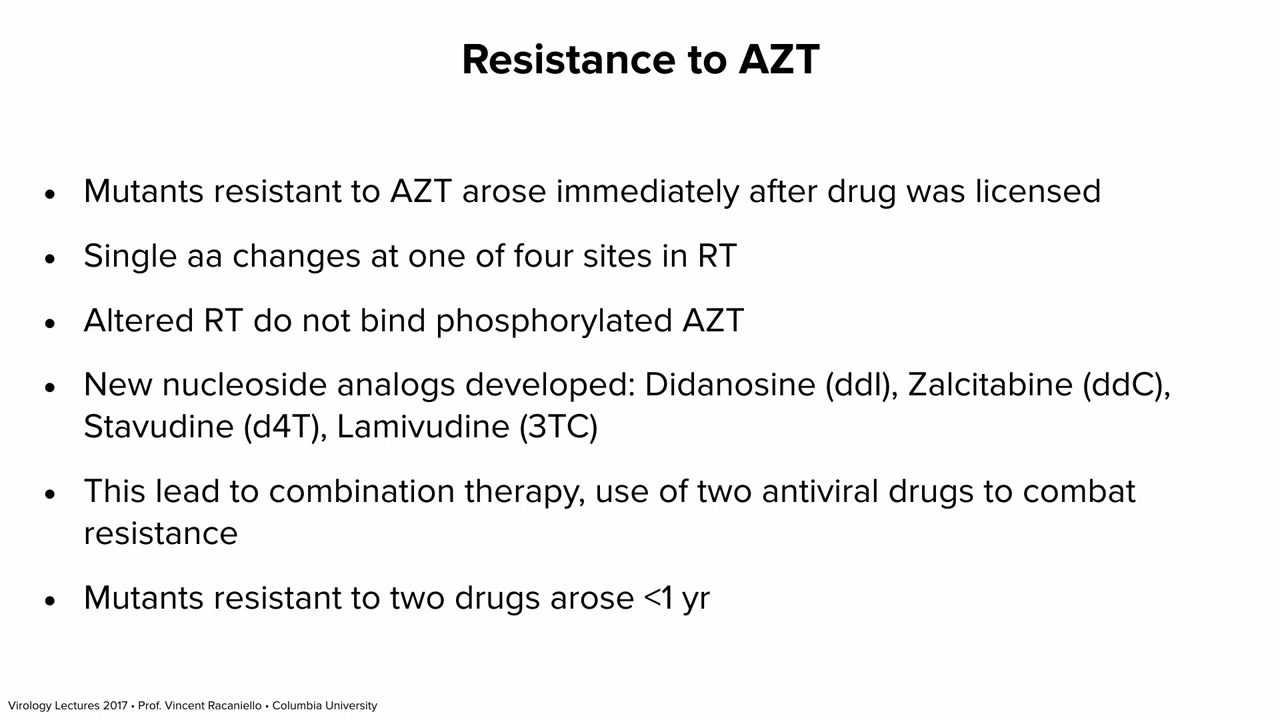 Resistance to AZT
• Mutants resistant to AZT arose immediately after drug was licensed
• Single aa changes at one of four sites in RT
• Altered RT do not bind phosphorylated AZT
• New nucleoside analogs developed: Didanosine (ddI), Zalcitabine (ddC),
Stavudine (d4T), Lamivudine (3TC)
• This lead to combination therapy, use of two antiviral drugs to combat
resistance
• Mutants resistant to two drugs arose <1 yr
Virology Lectures 2017 • Prof. Vincent Racaniello • Columbia University